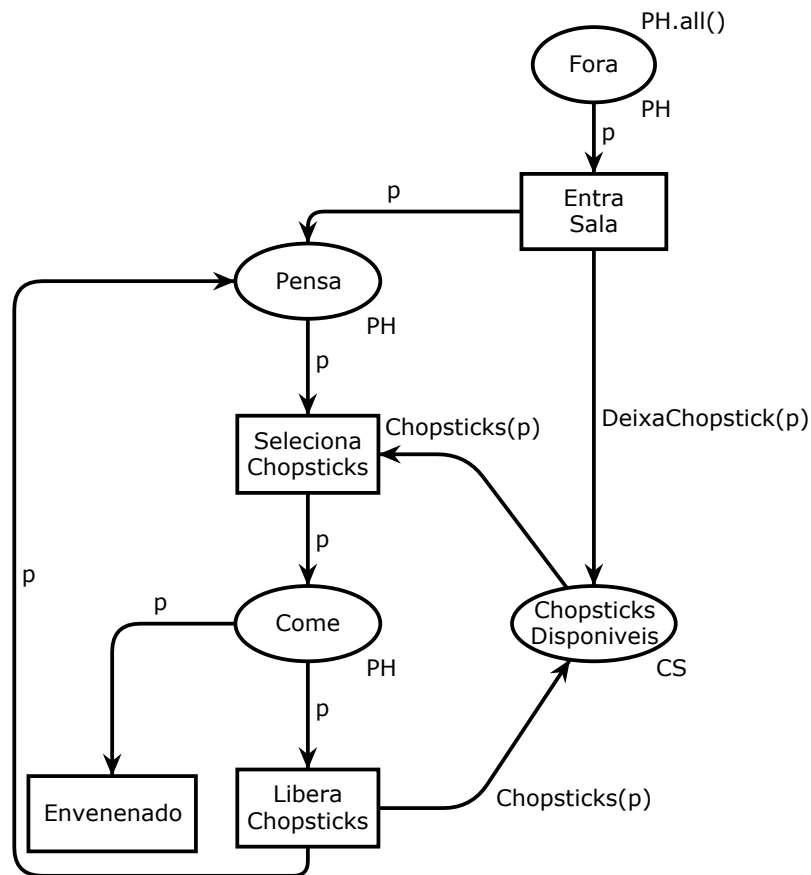 PH.all()
Fora
PH
p
Entra
Sala
p
Pensa
PH
p
Chopsticks(p)
DeixaChopstick(p)
Seleciona
Chopsticks
p
p
p
Come
PH
Chopsticks
Disponiveis
CS
p
Envenenado
Libera
Chopsticks
Chopsticks(p)